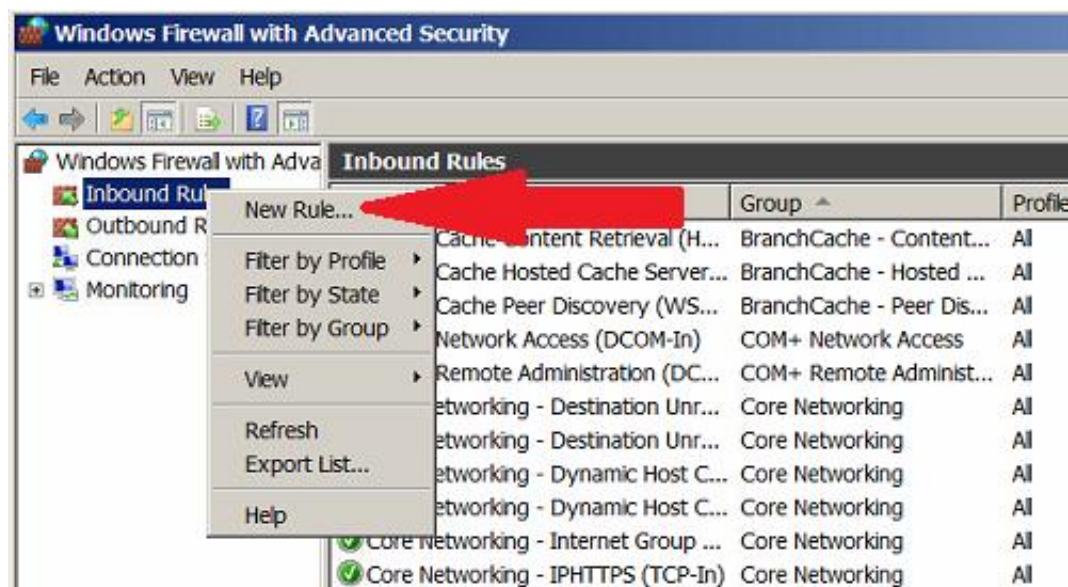 Windows Firewall with Advanced Security
File Action View Help
Windows Firewall with Adva
Inbound Rul
Outbound R
Connection
Monitoring
New Rule...
Filter by Profile
Filter by State
Filter by Group
View
Refresh
Export List...
Help
Inbound Rules
Group Profile
Cache Content Retrieval (H... BranchCache - Content... All
Cache Hosted Cache Server... BranchCache - Hosted ... All
Cache Peer Discovery (WS... BranchCache - Peer Dis... All
Network Access (DCOM-In) COM+ Network Access All
Remote Administration (DC... COM+ Remote Administ... All
etworking - Destination Unr... Core Networking All
etworking - Destination Unr... Core Networking All
etworking - Dynamic Host C... Core Networking All
etworking - Dynamic Host C... Core Networking All
Core Networking - Internet Group ... Core Networking All
Core Networking - IPHTTPS (TCP-In) Core Networking All